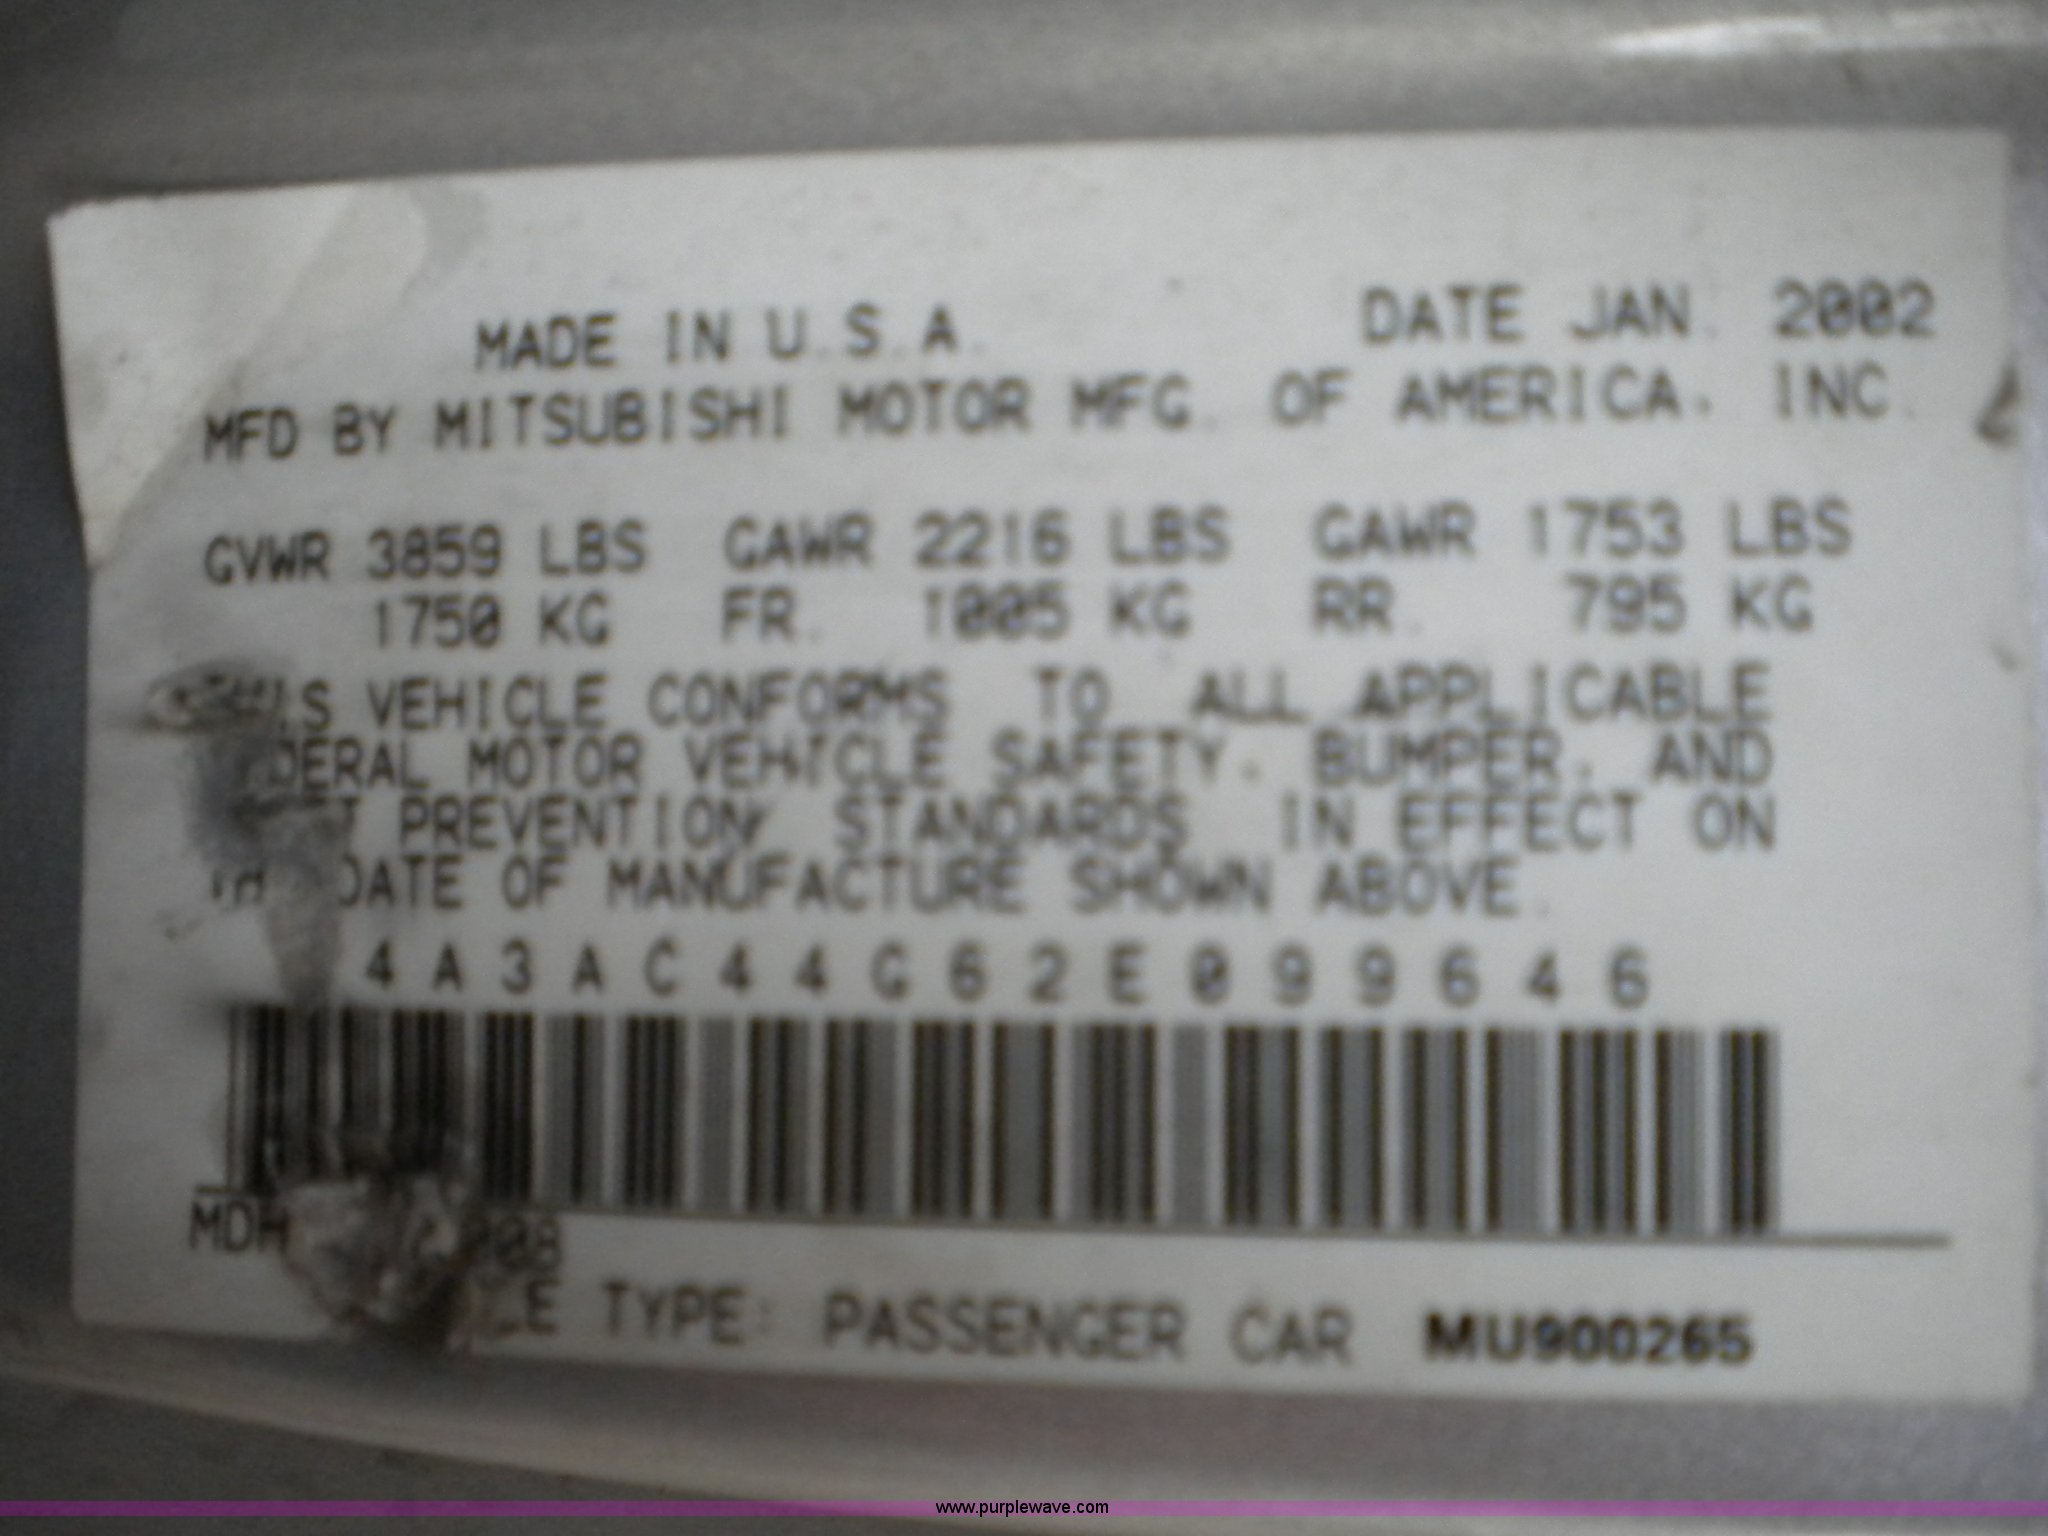 MADE IN U.S.A. DATE JAN. 2002
MFD BY MITSUBISHI MOTOR MFG. OF AMERICA, INC.
GVWR 3859 LBS GAWR 2216 LBS GAWR 1753 LBS
1750 KG FR. 1005 KG RR. 795 KG
VEHICLE CONFORMS TO ALL APPLICABLE
MOTOR VEHICLE SAFETY, BUMPER, AND
PREVENTION STANDARDS IN EFFECT ON
DATE OF MANUFACTURE SHOWN ABOVE.
4A3AC44G62E099646
TYPE: PASSENGER CAR MU900265
www.purplewave.com